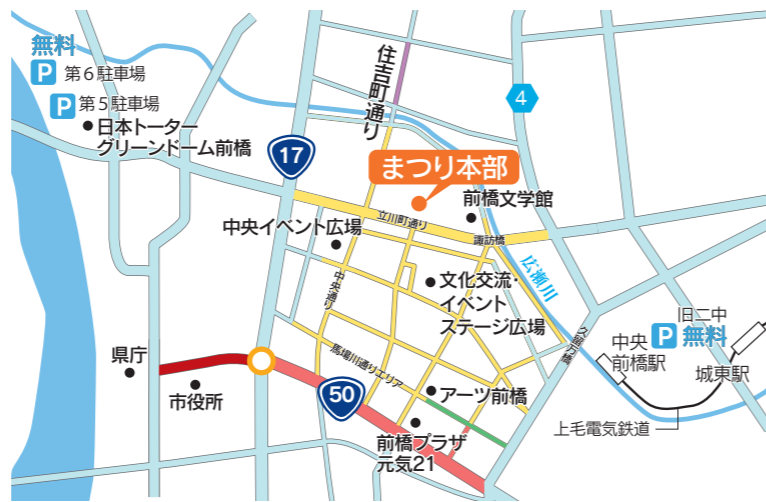 無料
P 第6駐車場
P 第5駐車場
日本トーター
グリーンドーム前橋
住吉町通り
4
17
まつり本部
前橋文学館
立川町通り
諏訪橋
中央イベント広場
広瀬川
中央通り
文化交流・
イベント
ステージ広場
久留万橋
旧二中
P 無料
中央
前橋駅
城東駅
馬場川通りエリア
県庁
市役所
50
アーツ前橋
前橋プラザ
元気21
上毛電気鉄道